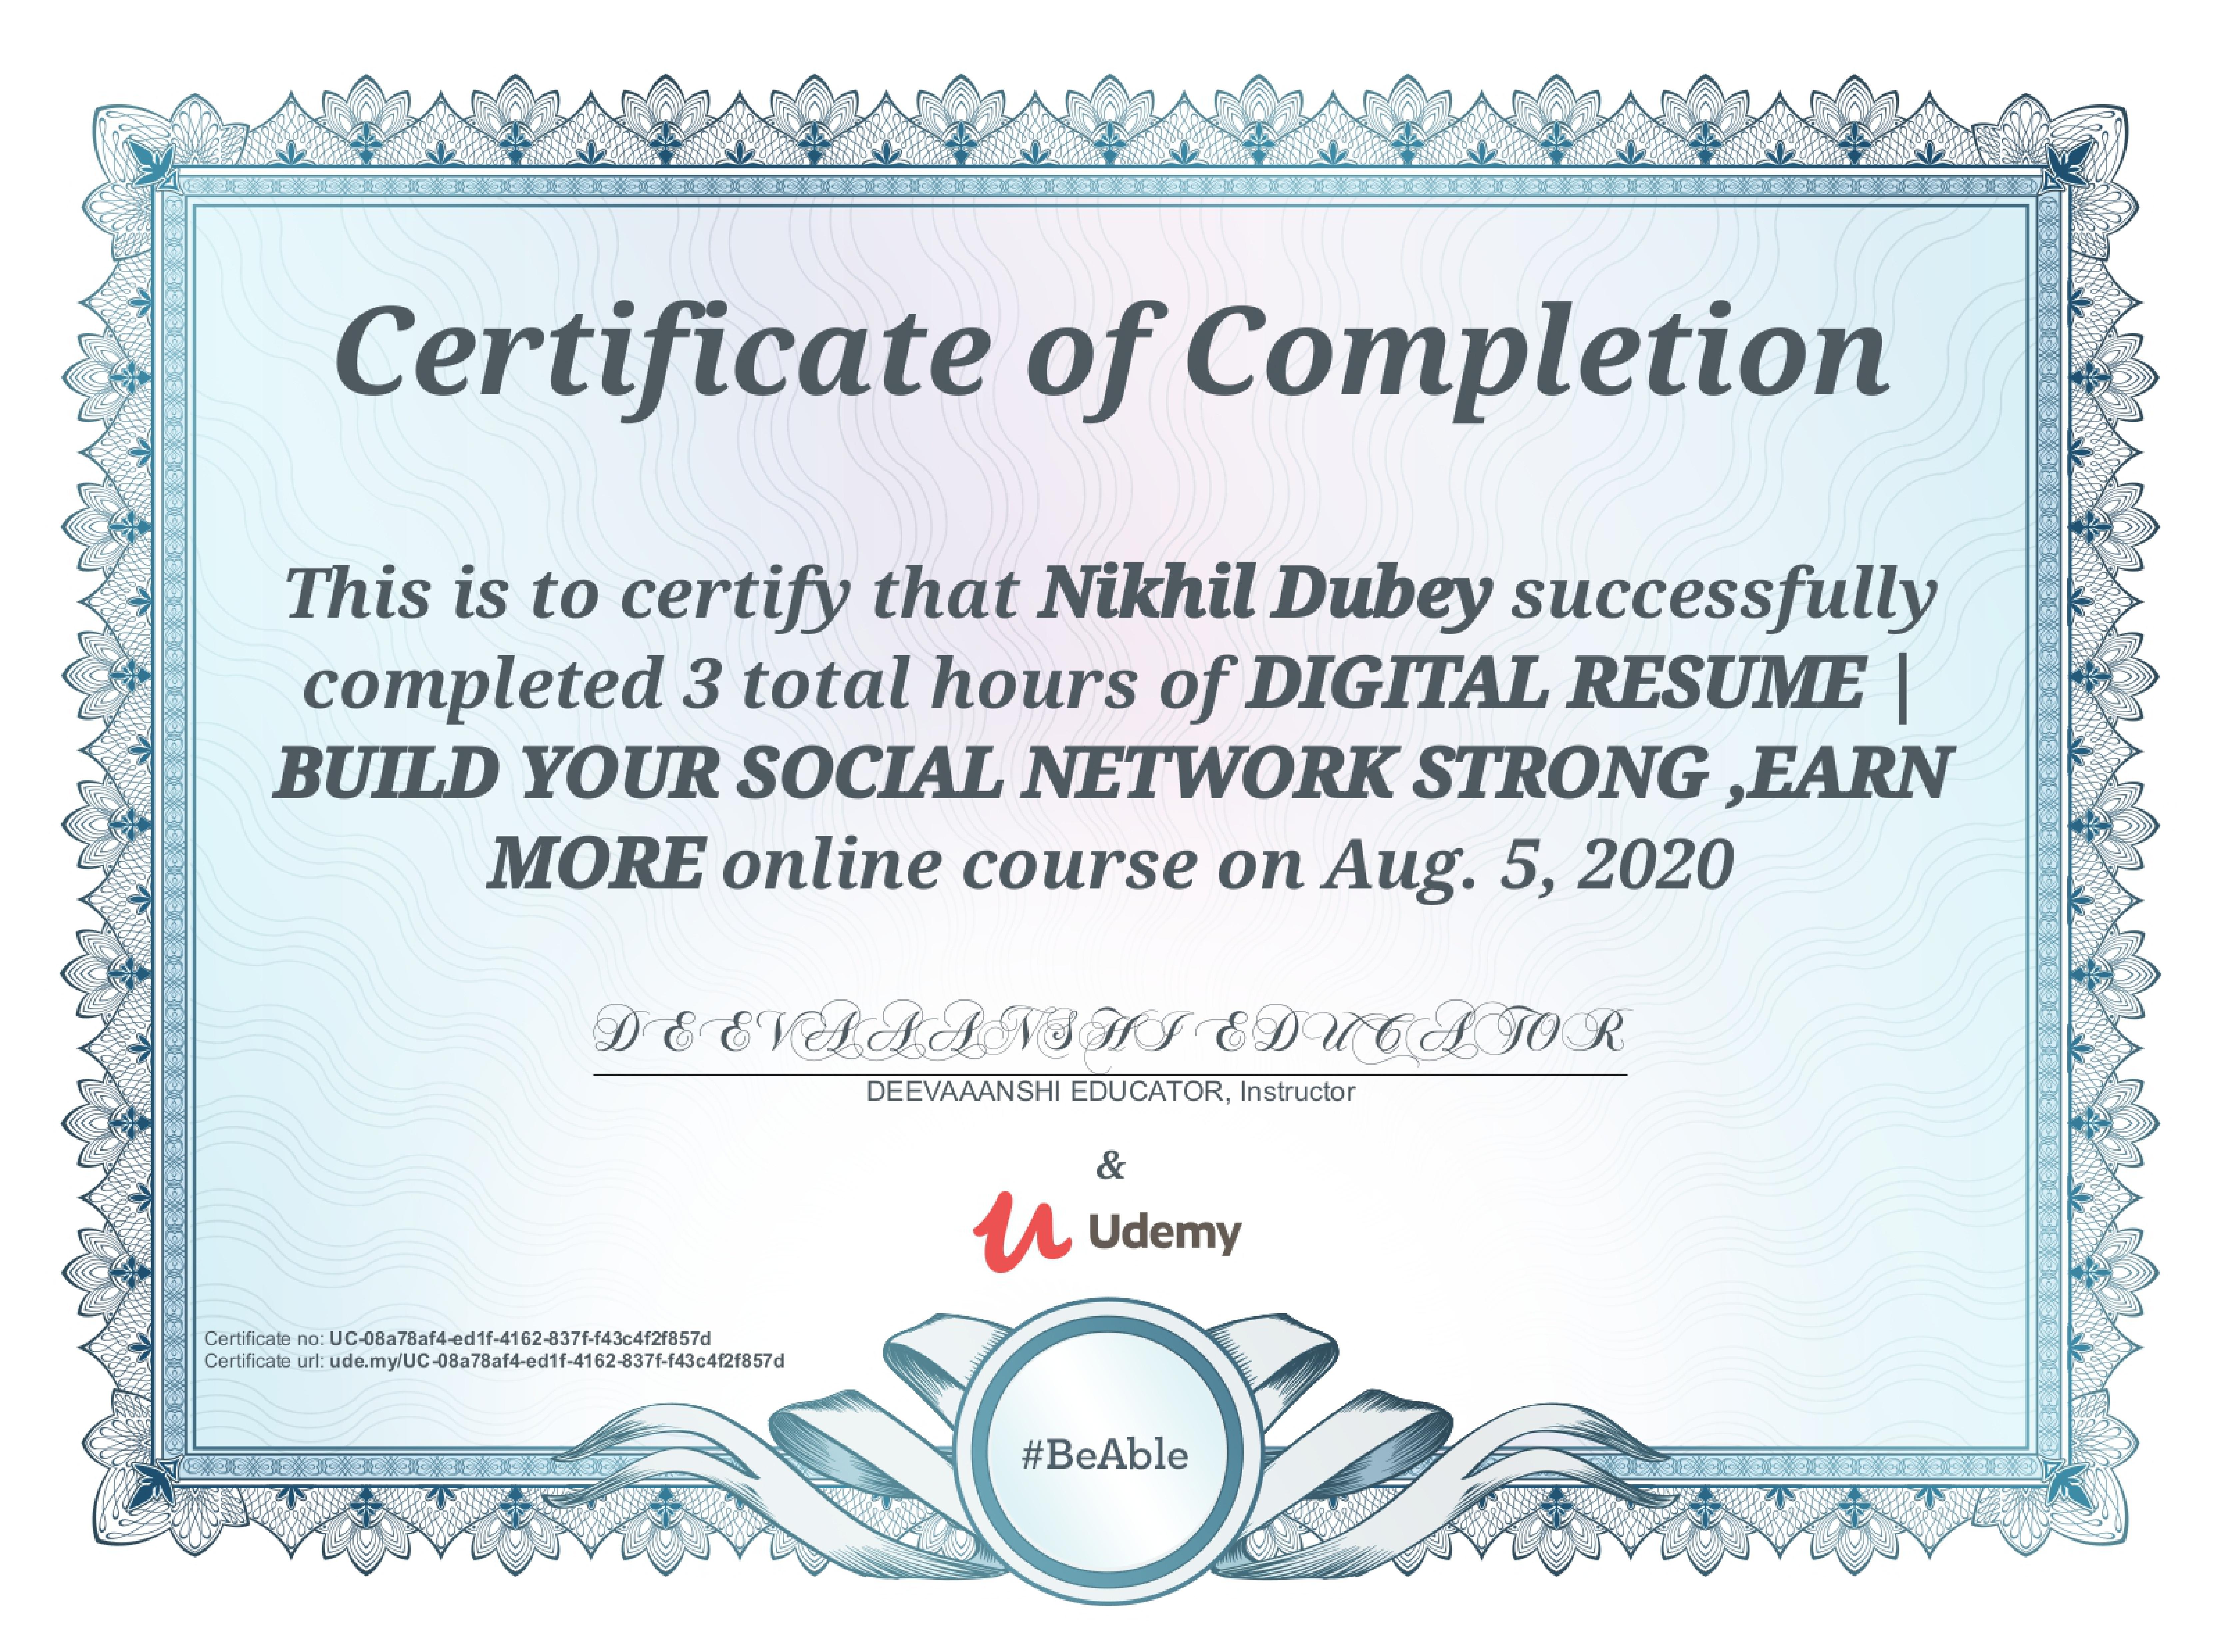 Certificate of Completion
This is to certify that Nikhil Dubey successfully
completed 3 total hours of DIGITAL RESUME |
BUILD YOUR SOCIAL NETWORK STRONG ,EARN
MORE online course on Aug. 5, 2020
DEEVAAANSHI EDUCATOR
DEEVAAANSHI EDUCATOR, Instructor
&
Udemy
Certificate no: UC-08a78af4-ed1f-4162-837f-f43c4f2f857d
Certificate url: ude.my/UC-08a78af4-ed1f-4162-837f-f43c4f2f857d
#BeAble